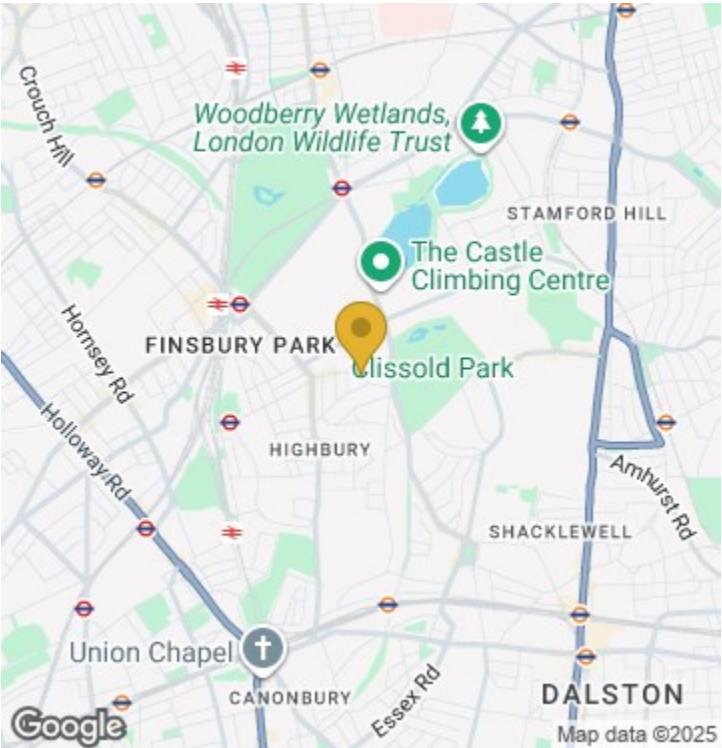 Crouch Hill
Woodberry Wetlands,
London Wildlife Trust
STAMFORD HILL
The Castle
Climbing Centre
Hornsey Rd
FINSBURY PARK
Clissold Park
Holloway Rd
HIGHBURY
Amhurst Rd
SHACKLEWELL
Union Chapel
CANONBURY
Essex Rd
DALSTON
Google
Map data ©2025